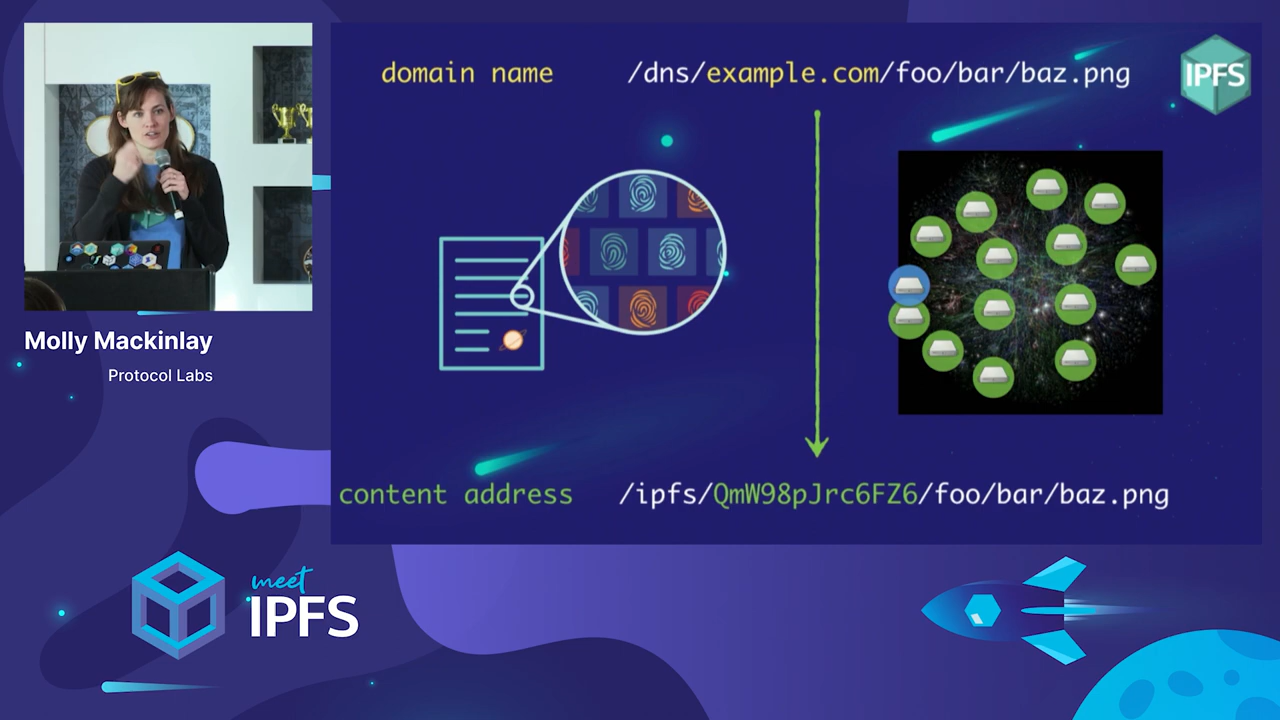 domain name /dns/example.com/foo/bar/baz.png
IPFS
content address /ipfs/QmW98pJrc6FZ6/foo/bar/baz.png
Molly Mackinlay
Protocol Labs
meet
IPFS